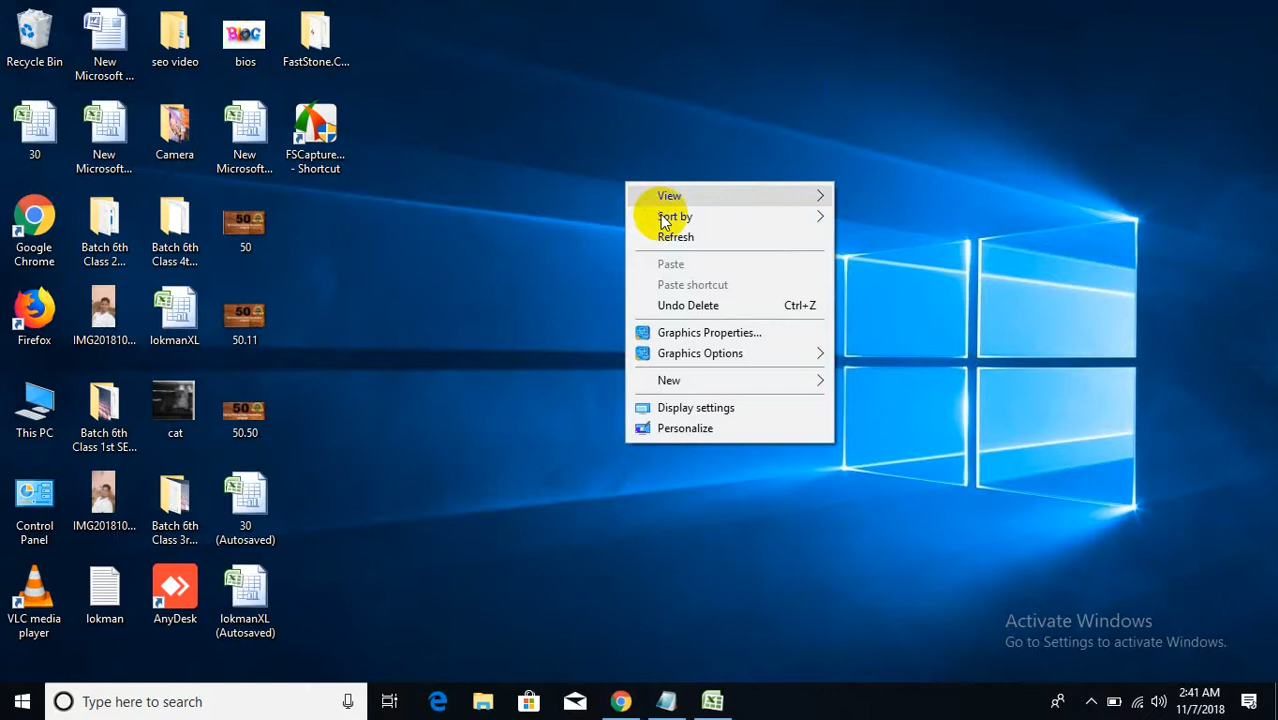 Recycle Bin
New
Microsoft ...
seo video
BLOG
bios
FastStone.C...
30
New
Microsoft...
Camera
New
Microsoft...
FSCapture...
- Shortcut
Google
Chrome
Batch 6th
Class 2...
Batch 6th
Class 4t...
50
50
Firefox
IMG201810...
lokmanXL
50.11
This PC
Batch 6th
Class 1st SE...
cat
50
50.50
Control
Panel
IMG201810...
Batch 6th
Class 3r...
30
(Autosaved)
VLC media
player
lokman
AnyDesk
lokmanXL
(Autosaved)
View
Sort by
Refresh
Paste
Paste shortcut
Undo Delete Ctrl+Z
Graphics Properties...
Graphics Options
New
Display settings
Personalize
Activate Windows
Go to Settings to activate Windows.
Type here to search
2:41 AM
11/7/2018